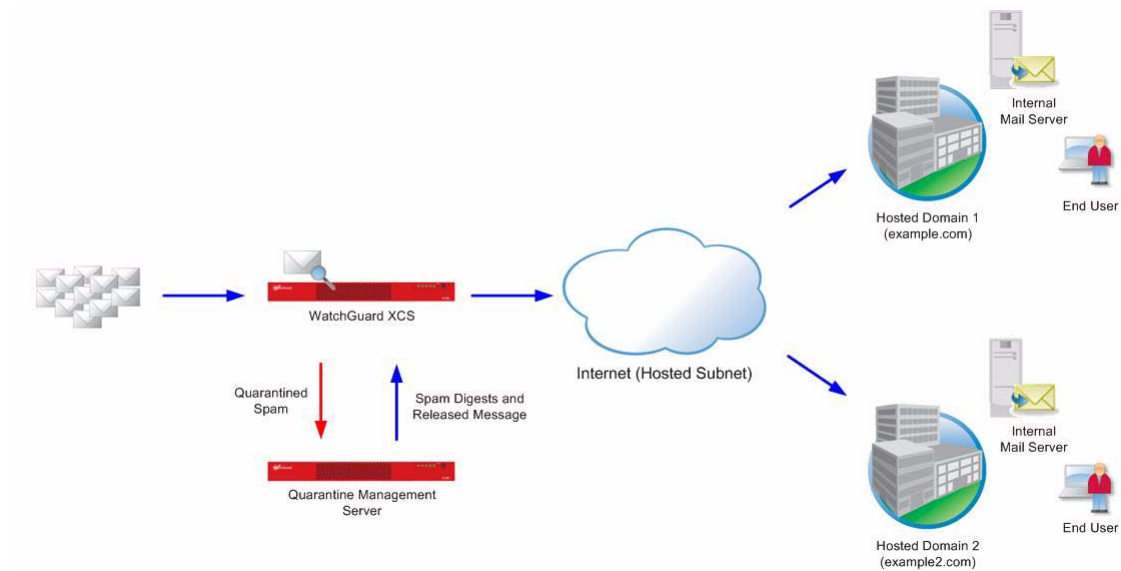 Internal
Mail Server
End User
Hosted Domain 1
(example.com)
WatchGuard XCS
Internet (Hosted Subnet)
Quarantined
Spam
Spam Digests and
Released Message
Quarantine Management
Server
Internal
Mail Server
End User
Hosted Domain 2
(example2.com)